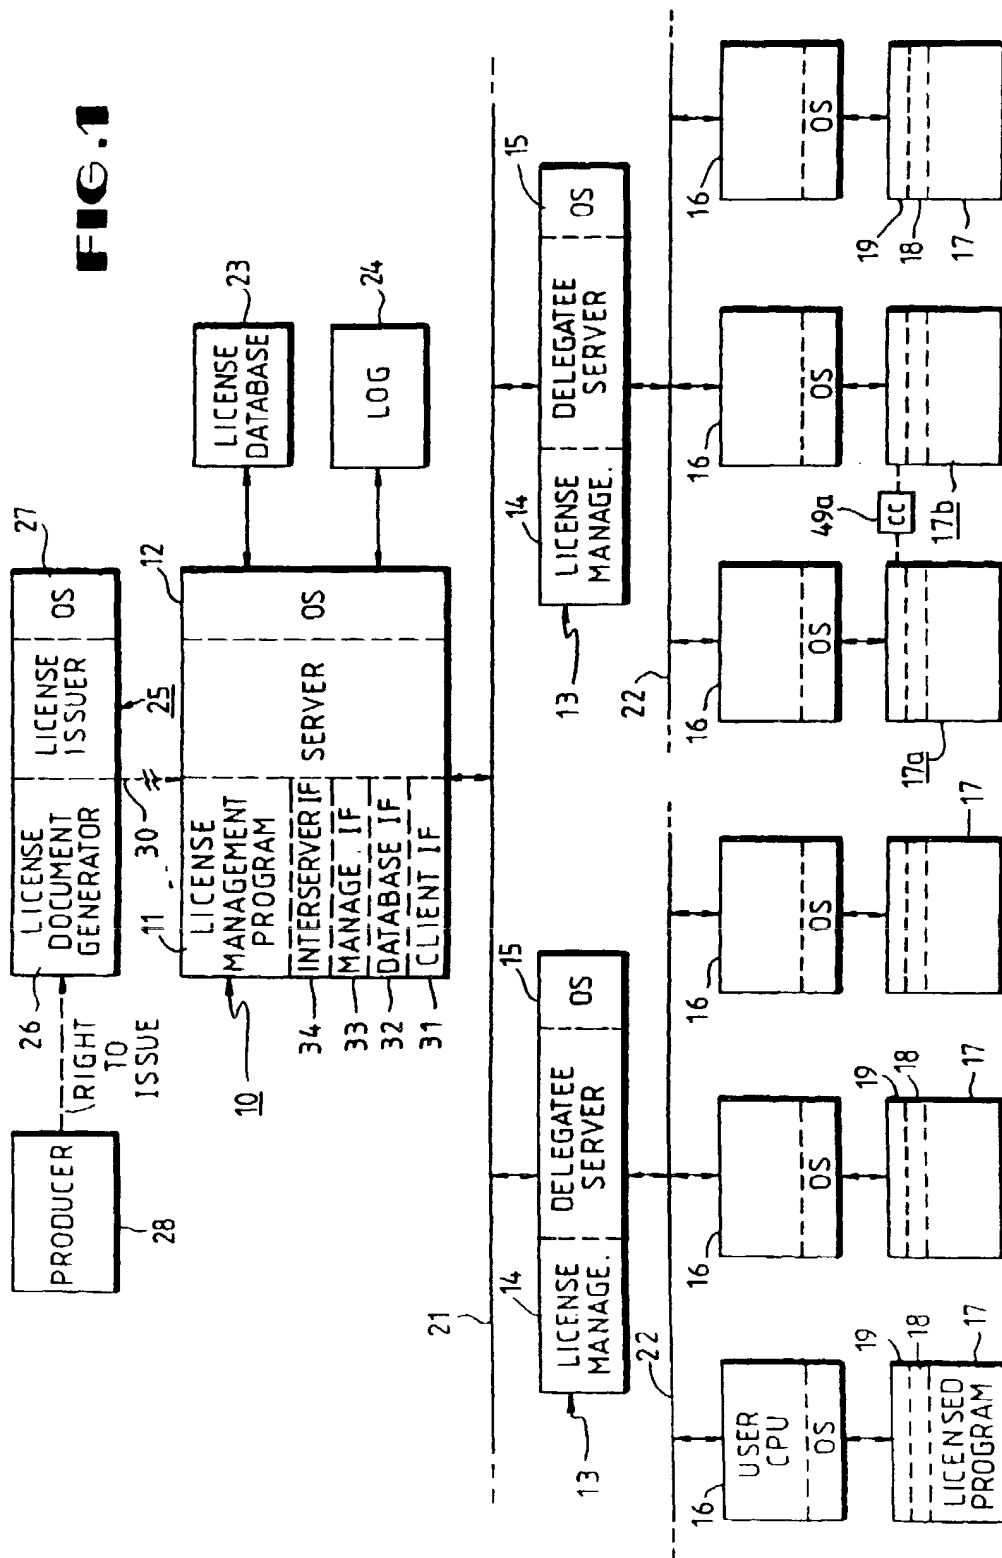 FIG.1
PRODUCER
28
(RIGHT
TO
ISSUE
26
LICENSE
DOCUMENT
GENERATOR
LICENSE
ISSUER
OS
27
25
30
10
11
LICENSE
MANAGEMENT
PROGRAM
INTERSERVER IF
MANAGE. IF
DATABASE IF
CLIENT IF
34
33
32
31
SERVER
OS
12
LICENSE
DATABASE
23
LOG
24
21
13
14
LICENSE
MANAGE.
DELEGATEE
SERVER
OS
15
13
14
LICENSE
MANAGE.
DELEGATEE
SERVER
OS
15
22
22
16
USER
CPU
OS
16
OS
16
OS
16
OS
16
OS
16
OS
19
18
17
LICENSED
PROGRAM
19
18
17
17
17a
49a
CC
17b
19
18
17